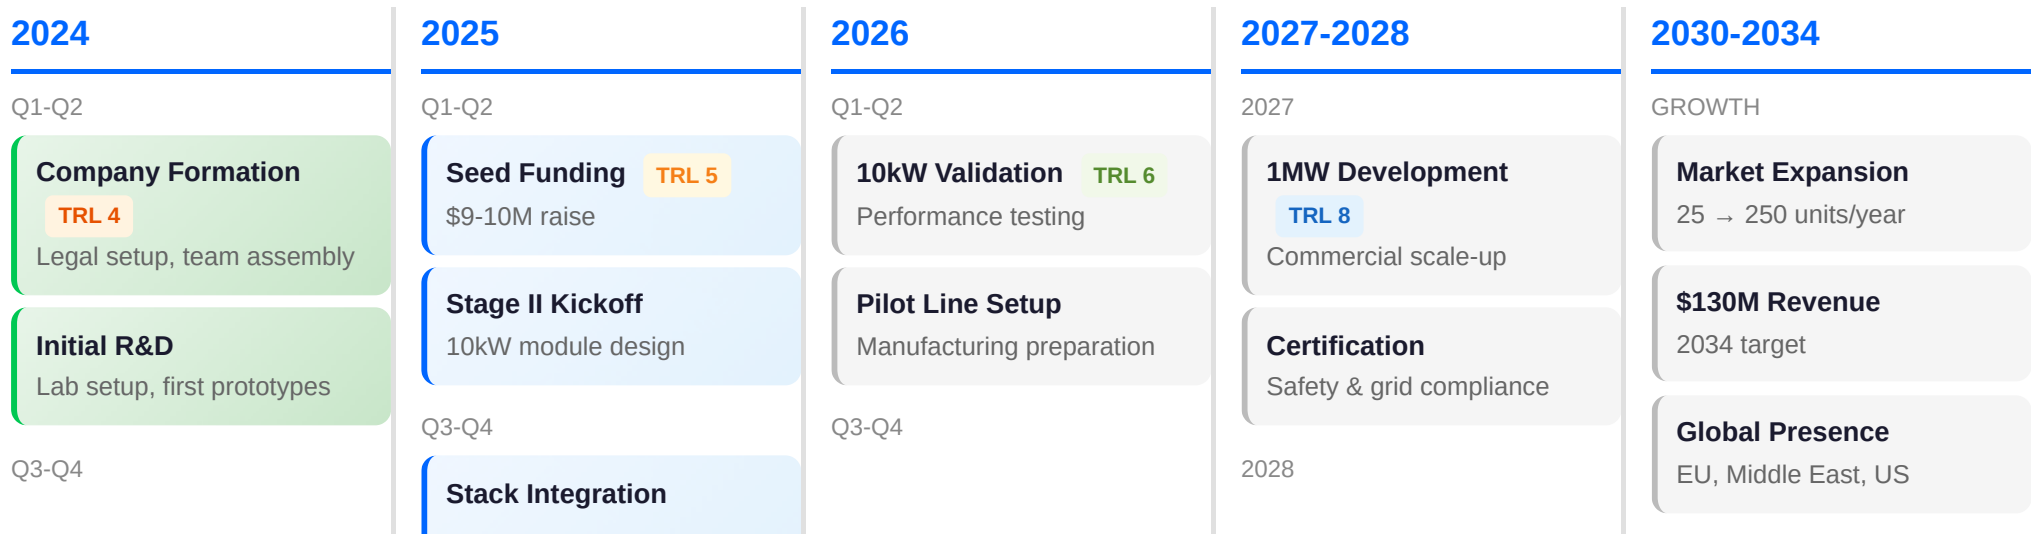 2024
Q1-Q2
Company Formation
TRL 4
Legal setup, team assembly
Initial R&D
Lab setup, first prototypes
Q3-Q4
2025
Q1-Q2
Seed Funding TRL 5
$9-10M raise
Stage II Kickoff
10kW module design
Q3-Q4
Stack Integration
2026
Q1-Q2
10kW Validation TRL 6
Performance testing
Pilot Line Setup
Manufacturing preparation
Q3-Q4
2027-2028
2027
1MW Development
TRL 8
Commercial scale-up
Certification
Safety & grid compliance
2028
2030-2034
GROWTH
Market Expansion
25 → 250 units/year
$130M Revenue
2034 target
Global Presence
EU, Middle East, US